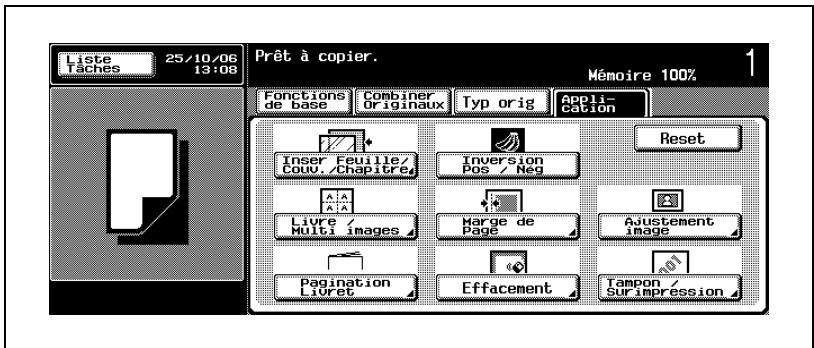 Liste
Tâches
25/10/06
13:08
Prêt à copier.
Mémoire 100%
1
Fonctions
de base
Combiner
Originaux
Typ orig
Appli-
cation
Reset
Inser Feuille/
Couv./Chapitre
Inversion
Pos / Nég
Livre /
Multi images
Marge de
Page
Ajustement
image
Pagination
Livret
Effacement
Tampon /
Surimpression